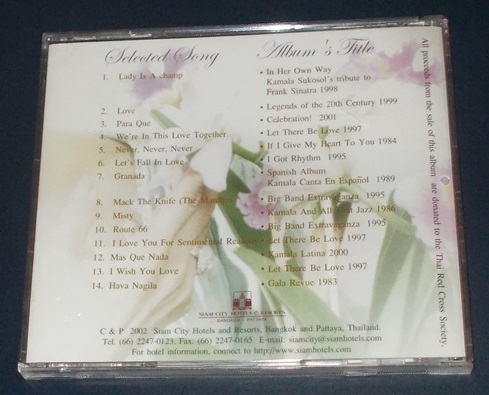 Selected Song
Album's Title
1. Lady Is A champ
• In Her Own Way
Kamala Sukosol's tribute to
Frank Sinatra 1998
2. Love
• Legends of the 20th Century 1999
3. Para Que
• Celebration! 2001
4. We're In This Love Together
• Let There Be Love 1997
5. Never, Never, Never
• If I Give My Heart To You 1984
6. Let's Fall In Love
• I Got Rhythm 1995
7. Granada
• Spanish Album
Kamala Canta En Español 1989
8. Mack The Knife (The
• Big Band Extravaganza 1995
9. Misty
• Kamala And All That Jazz 1986
10. Route 66
• Big Band Extravaganza 1995
11. I Love You For Sentimental Reason
• Let There Be Love 1997
12. Mas Que Nada
• Kamala Latina 2000
13. I Wish You Love
• Let There Be Love 1997
14. Hava Nagila
• Gala Revue 1983
SIAM CITY HOTELS & RESORTS
BANGKOK • PATTAYA
C & P 2002 Siam City Hotels and Resorts, Bangkok and Pattaya, Thailand.
Tel. (66) 2247-0123, Fax. (66) 2247-0165 E-mail: siamcity@siamhotels.com
For hotel information, connect to http://www.siamhotels.com
All proceeds from the sale of this album are donated to the Thai Red Cross Society.